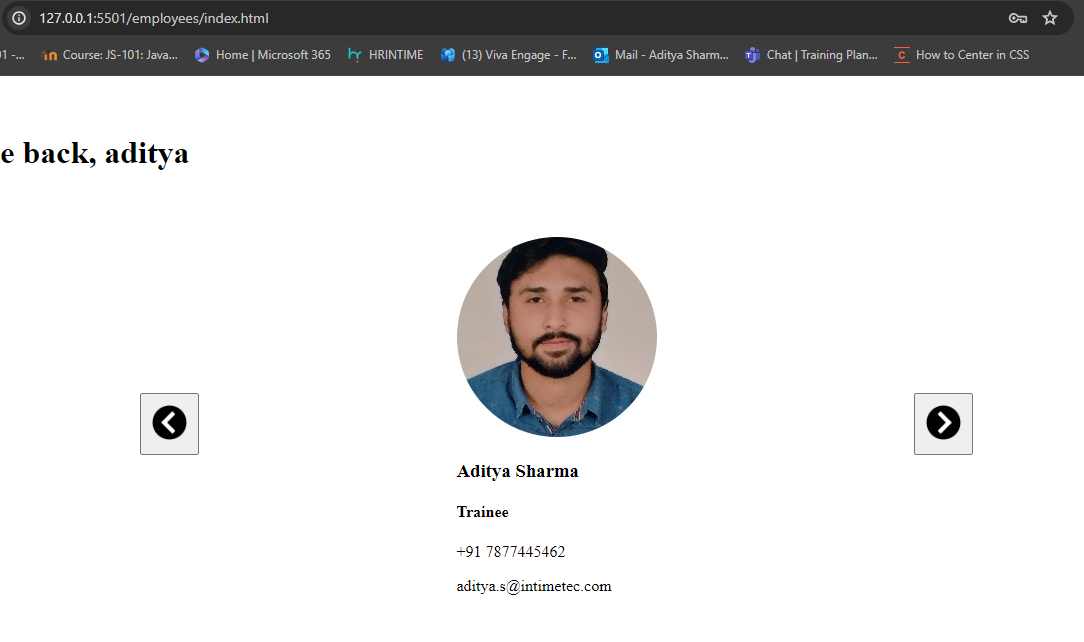 127.0.0.1:5501/employees/index.html
01 -... Course: JS-101: Java... Home | Microsoft 365 HRINTIME (13) Viva Engage - F... Mail - Aditya Sharm... Chat | Training Plan... How to Center in CSS
e back, aditya
Aditya Sharma
Trainee
+91 7877445462
aditya.s@intimetec.com